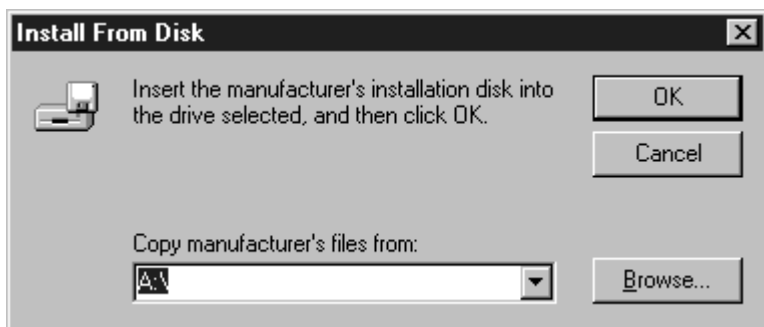 Install From Disk
Insert the manufacturer's installation disk into
the drive selected, and then click OK.
OK
Cancel
Copy manufacturer's files from:
A:\
Browse...